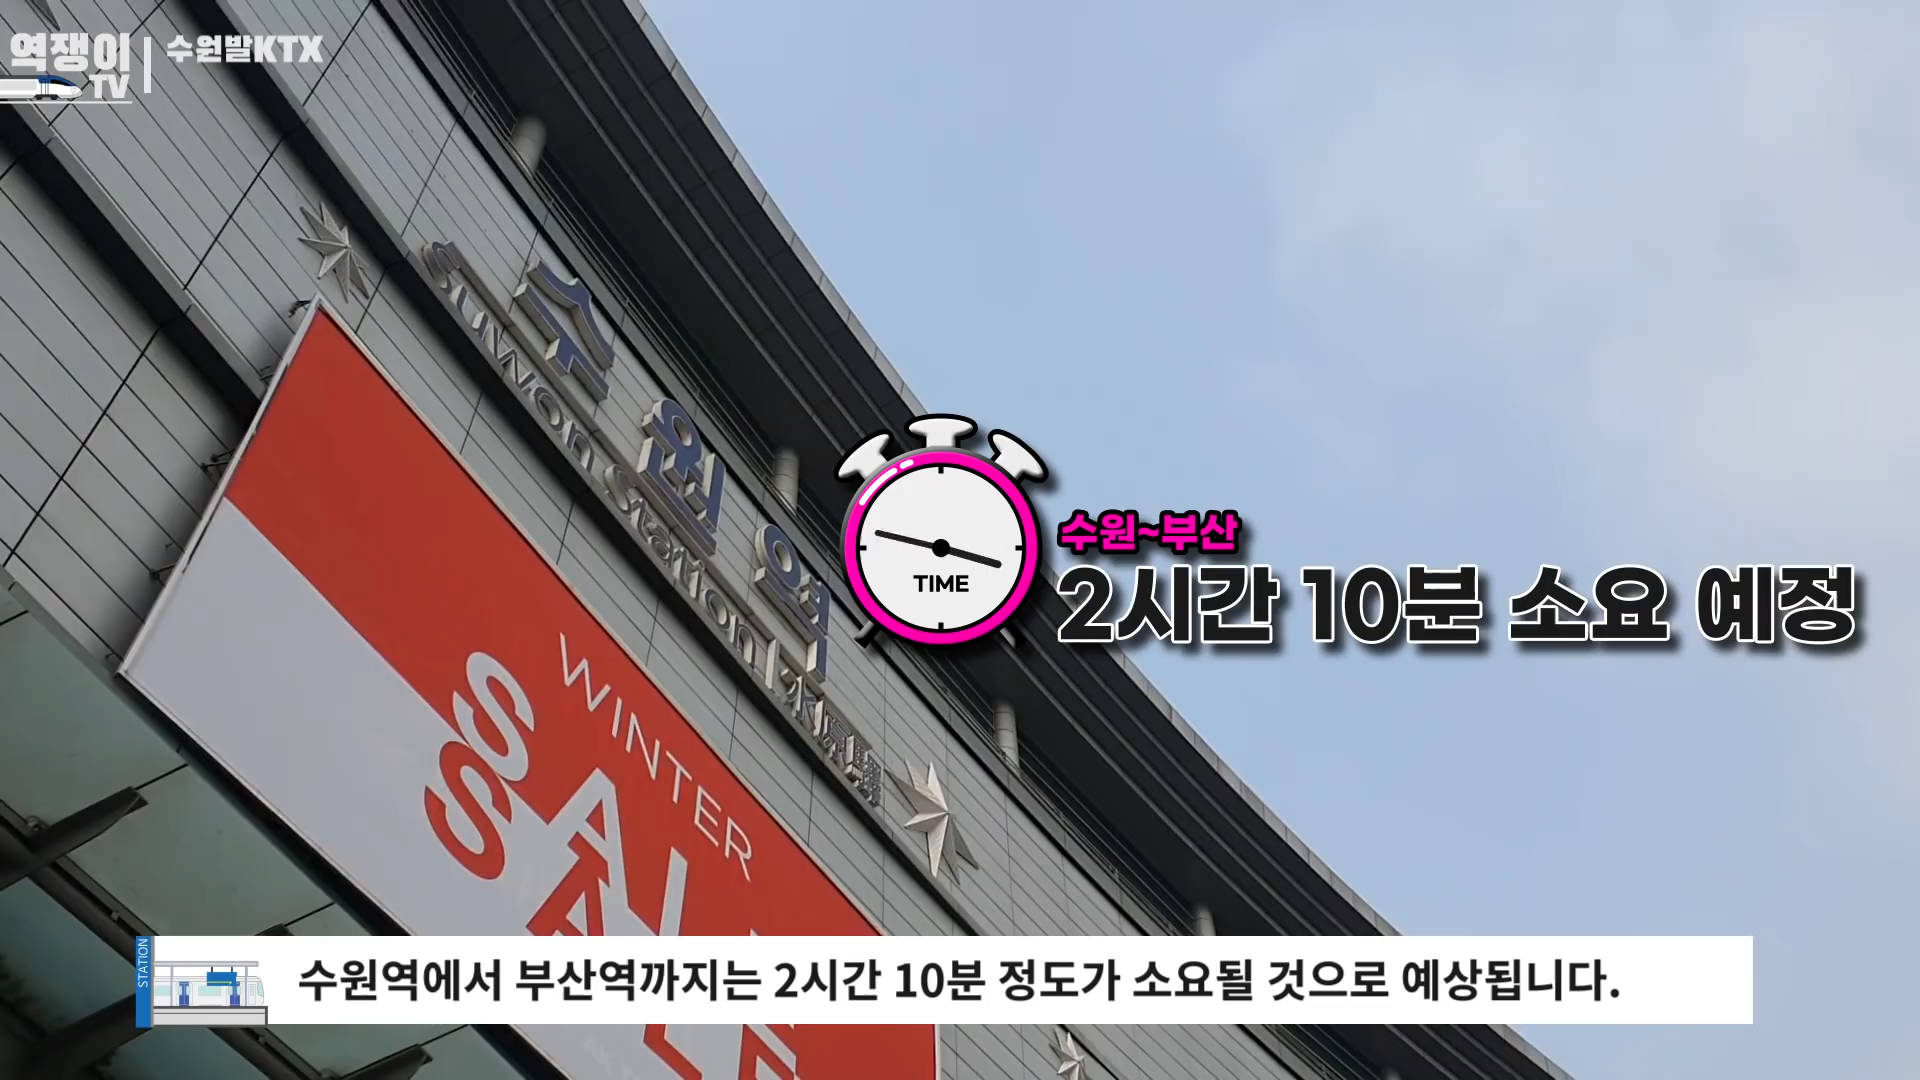 역쟁이
TV
수원발KTX
수원역
Suwon Station
水原驛
WINTER
SALE
SALE
TIME
수원~부산
2시간 10분 소요 예정
STATION
수원역에서 부산역까지는 2시간 10분 정도가 소요될 것으로 예상됩니다.